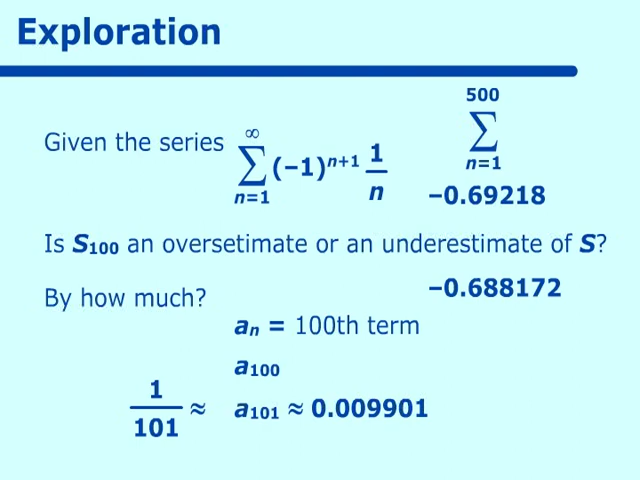 Exploration
Given the series ∞ ∑ n=1 (–1)ⁿ⁺¹ 1/n
500 ∑ n=1
–0.69218
Is S₁₀₀ an oversetimate or an underestimate of S?
By how much?
–0.688172
aₙ = 100th term
a₁₀₀
1/101 ≈ a₁₀₁ ≈ 0.009901